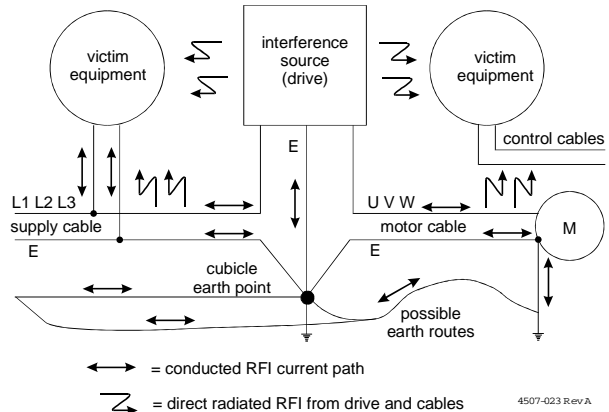 victim
equipment
interference
source
(drive)
victim
equipment
control cables
E
L1 L2 L3
U V W
supply cable
motor cable
M
E
E
cubicle
earth point
possible
earth routes
= conducted RFI current path
= direct radiated RFI from drive and cables
4507-023 Rev A